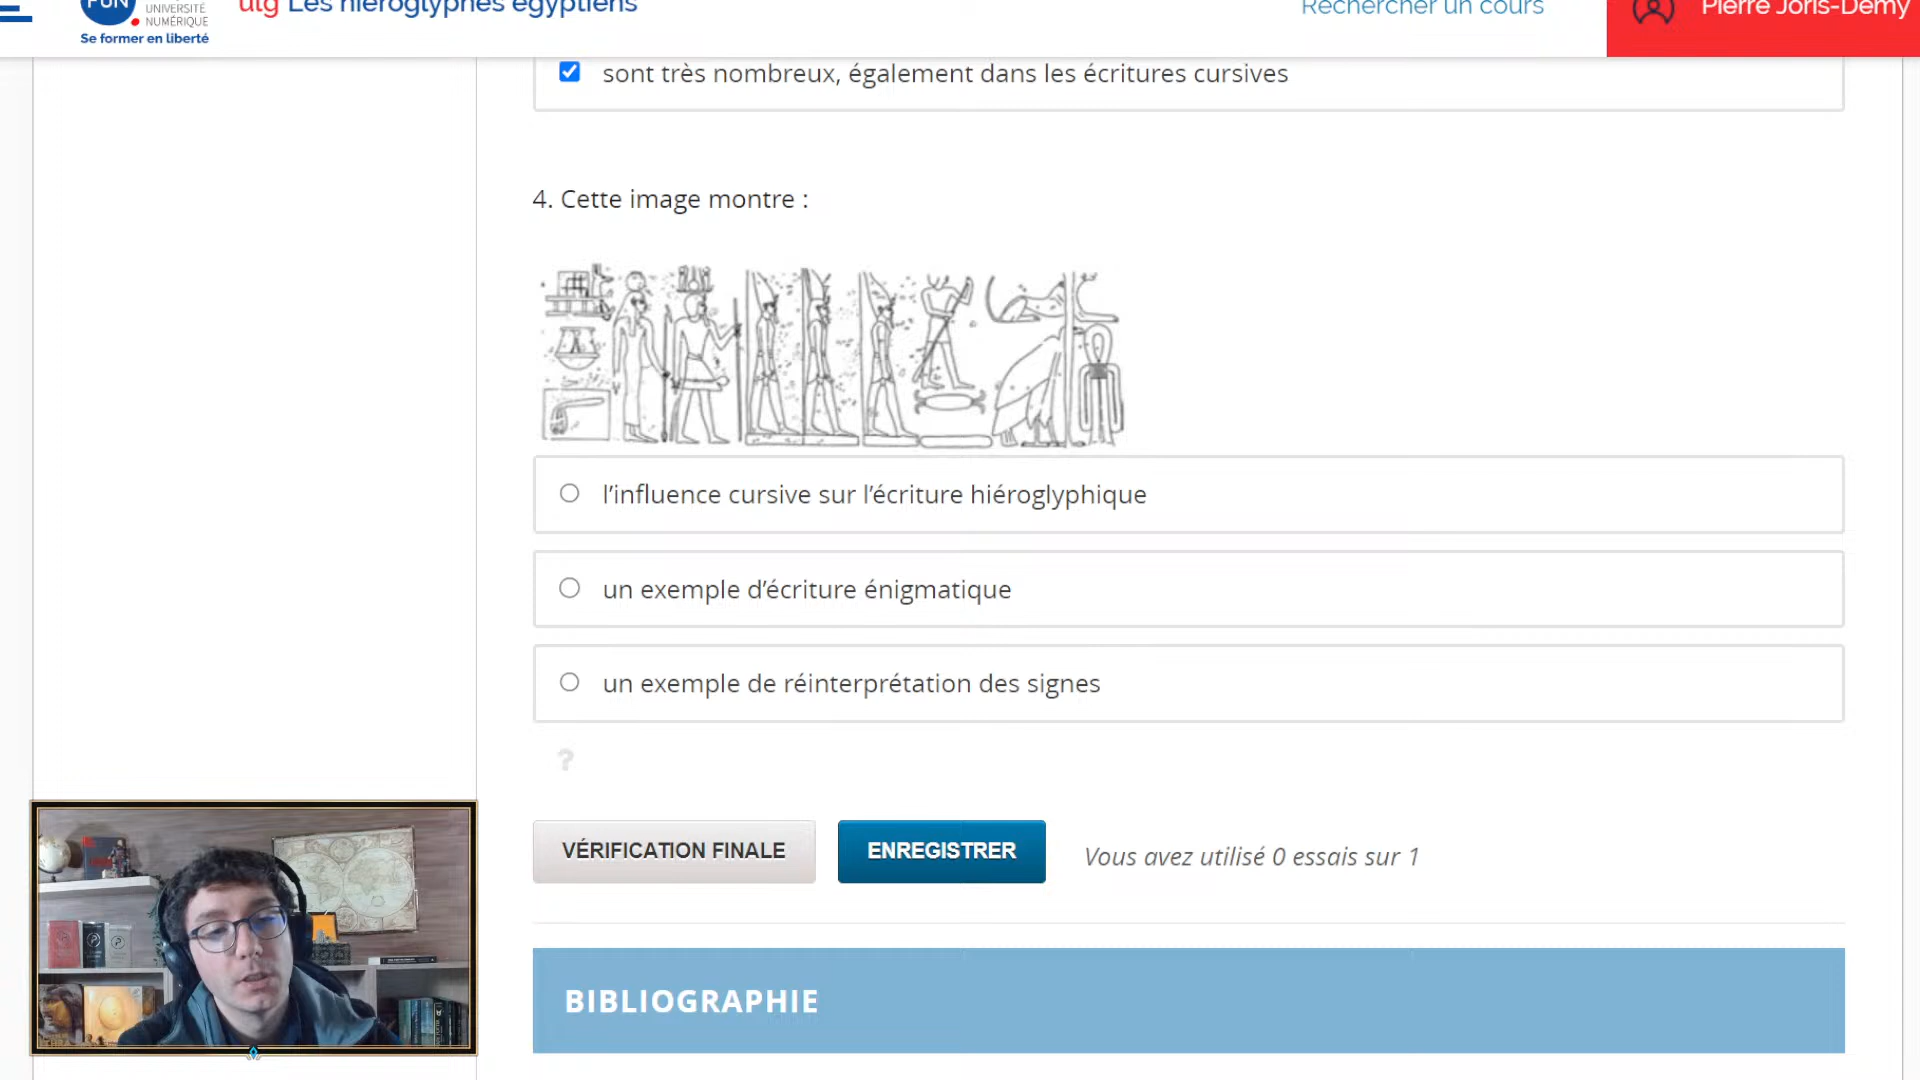 FUN
UNIVERSITÉ
NUMÉRIQUE
Se former en liberté
ulg Les hiéroglyphes égyptiens
Rechercher un cours
Pierre Joris-Demy
sont très nombreux, également dans les écritures cursives
4. Cette image montre :
l’influence cursive sur l’écriture hiéroglyphique
un exemple d’écriture énigmatique
un exemple de réinterprétation des signes
?
VÉRIFICATION FINALE
ENREGISTRER
Vous avez utilisé 0 essais sur 1
BIBLIOGRAPHIE